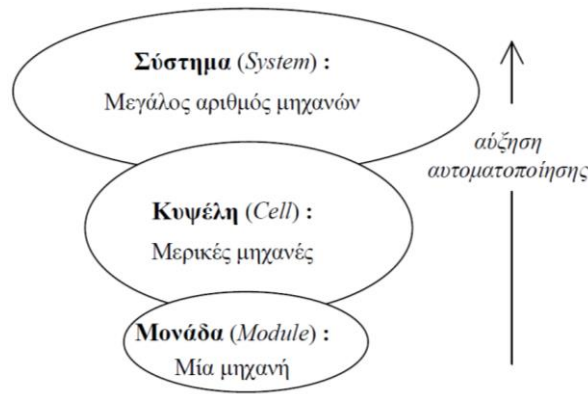 Σύστημα (System) :
Μεγάλος αριθμός μηχανών
αύξηση
αυτοματοποίησης
Κυψέλη (Cell) :
Μερικές μηχανές
Μονάδα (Module) :
Μία μηχανή